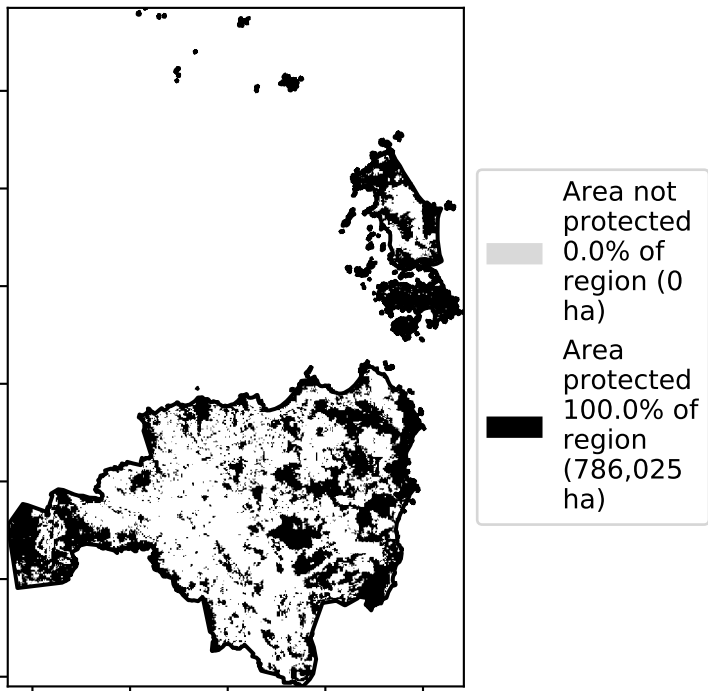 Area not
protected
0.0% of
region (0
ha)
Area
protected
100.0% of
region
(786,025
ha)